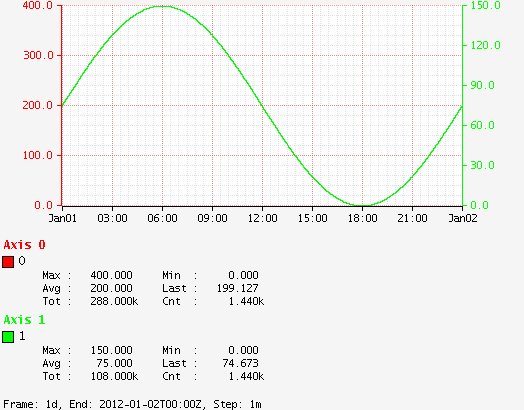 400.0 150.0
120.0
300.0
90.0
200.0
60.0
100.0
30.0
0.0 0.0
Jan01 03:00 06:00 09:00 12:00 15:00 18:00 21:00 Jan02
Axis 0
0
Max : 400.000 Min : 0.000
Avg : 200.000 Last : 199.127
Tot : 288.000k Cnt : 1.440k
Axis 1
1
Max : 150.000 Min : 0.000
Avg : 75.000 Last : 74.673
Tot : 108.000k Cnt : 1.440k
Frame: 1d, End: 2012-01-02T00:00Z, Step: 1m